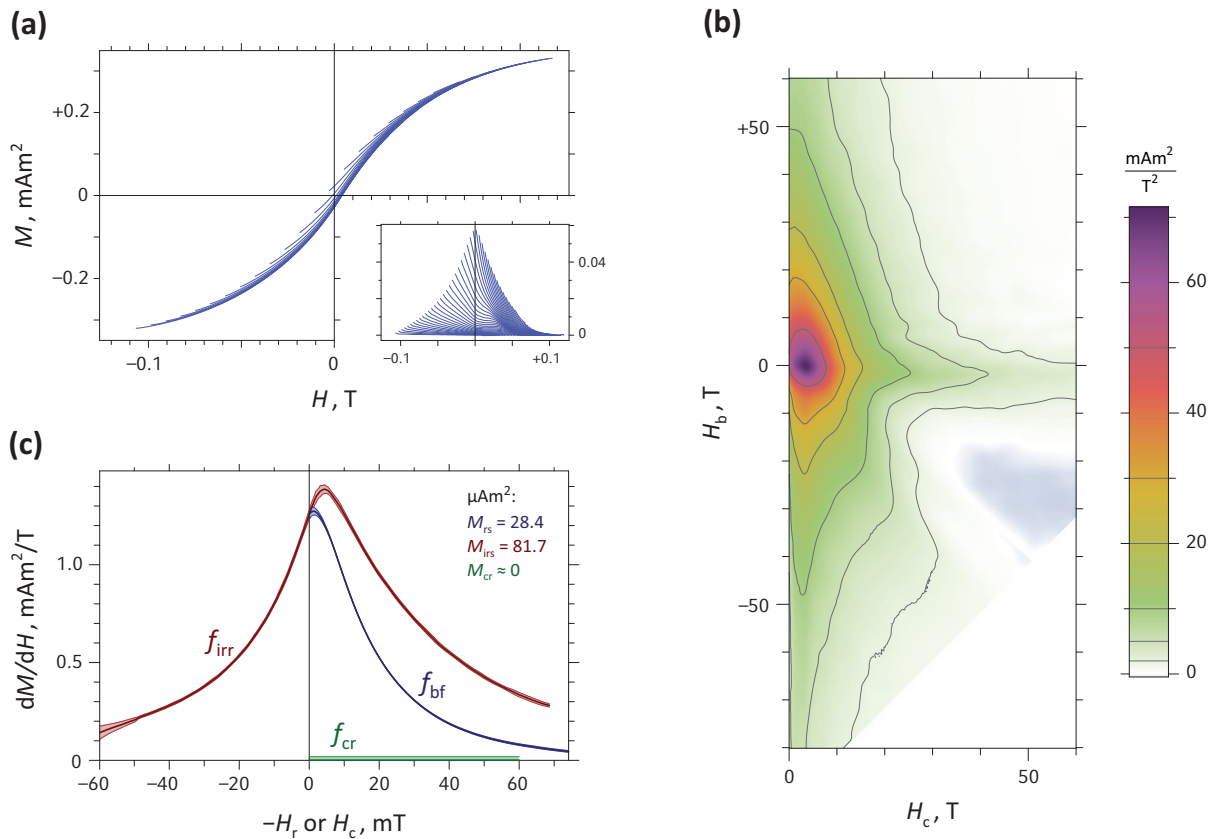 (a)
M, mAm²
+0.2
0
−0.2
−0.1
0
H, T
0.04
0
−0.1
+0.1
(b)
H_b, T
+50
0
−50
0
50
H_c, T
mAm²
T²
60
40
20
0
(c)
dM/dH, mAm²/T
1.0
0.5
0
−60
−40
−20
0
20
40
60
−H_r or H_c, mT
f_irr
f_bf
f_cr
μAm²:
M_rs = 28.4
M_irs = 81.7
M_cr ≈ 0